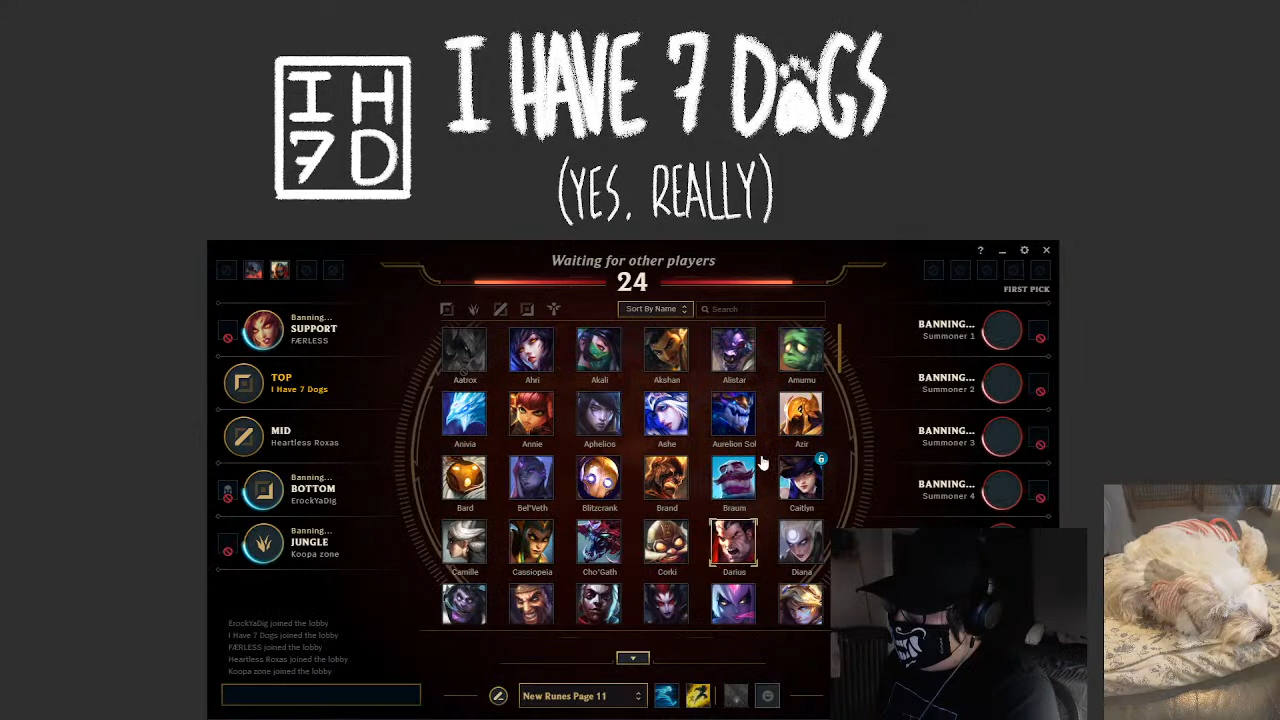 I HAVE 7 DOGS
IH
7D
(YES, REALLY)
Waiting for other players
24
?
FIRST PICK
Sort By Name
Search
Banning...
SUPPORT
FÆRLESS
TOP
I Have 7 Dogs
MID
Heartless Roxas
Banning...
BOTTOM
ErockYaDig
Banning...
JUNGLE
Koopa zone
Aatrox
Ahri
Akali
Akshan
Alistar
Amumu
Anivia
Annie
Aphelios
Ashe
Aurelion Sol
Azir
6
Bard
Bel'Veth
Blitzcrank
Brand
Braum
Caitlyn
Camille
Cassiopeia
Cho'Gath
Corki
Darius
Diana
BANNING...
Summoner 1
BANNING...
Summoner 2
BANNING...
Summoner 3
BANNING...
Summoner 4
ErockYaDig joined the lobby
I Have 7 Dogs joined the lobby
FÆRLESS joined the lobby
Heartless Roxas joined the lobby
Koopa zone joined the lobby
New Runes Page 11